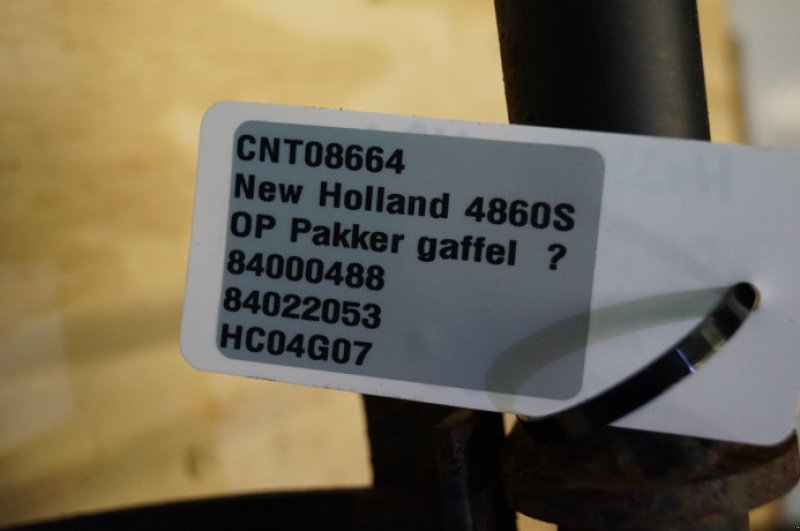 CNT08664
New Holland 4860S
OP Pakker gaffel ?
84000488
84022053
HC04G07